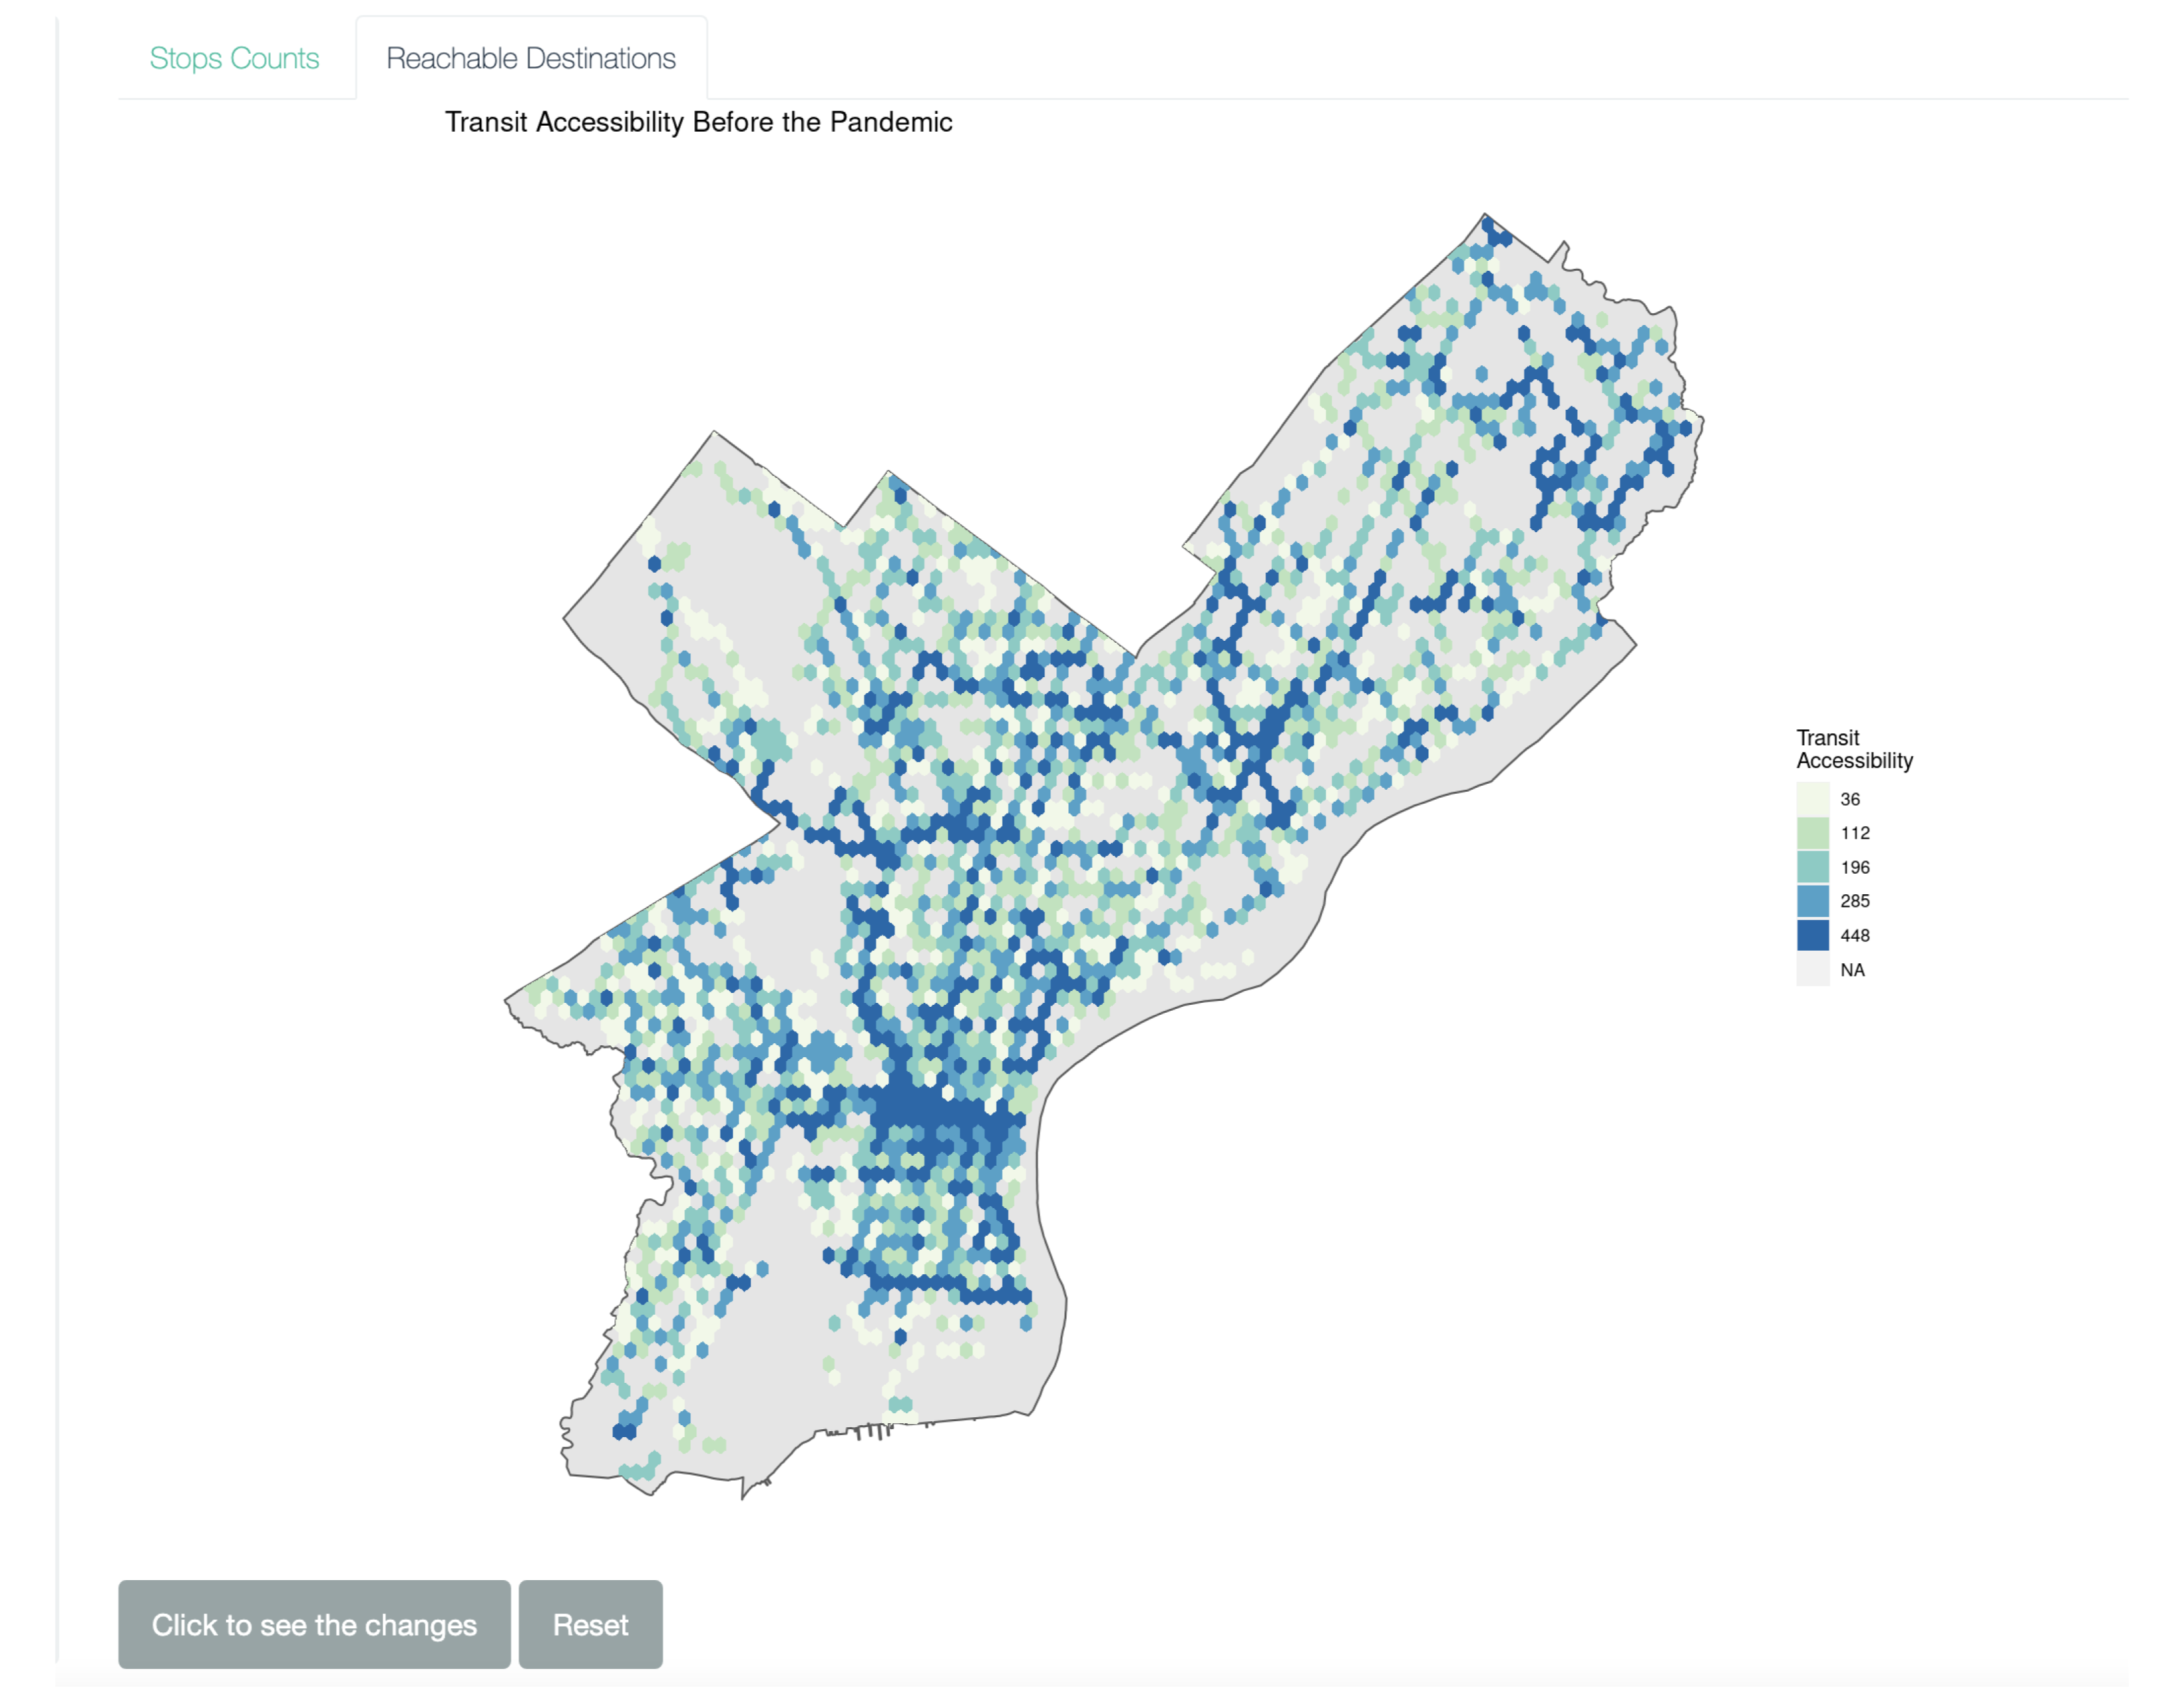 Stops Counts
Reachable Destinations
Transit Accessibility Before the Pandemic
Transit
Accessibility
36
112
196
285
448
NA
Click to see the changes
Reset